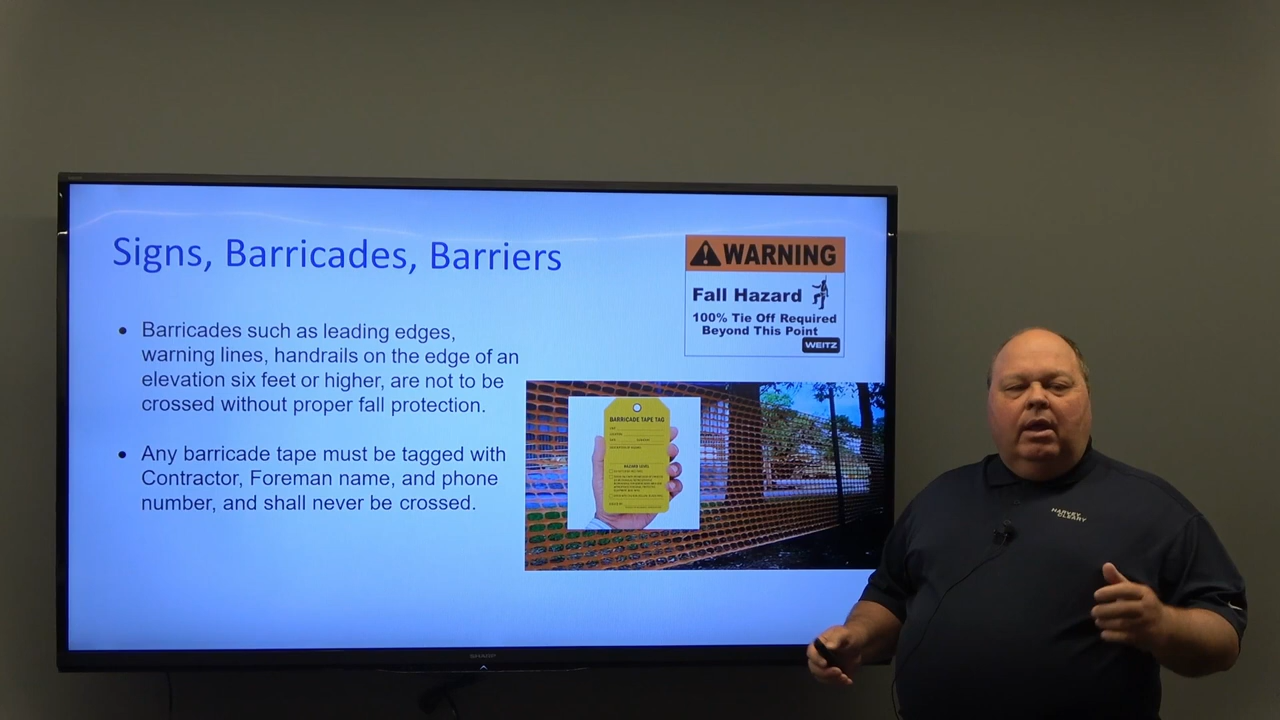 Signs, Barricades, Barriers
WARNING
Fall Hazard
100% Tie Off Required
Beyond This Point
WEITZ
• Barricades such as leading edges,
warning lines, handrails on the edge of an
elevation six feet or higher, are not to be
crossed without proper fall protection.
• Any barricade tape must be tagged with
Contractor, Foreman name, and phone
number, and shall never be crossed.
BARRICADE TAPE TAG
HAZARD LEVEL
HARVEY
CLEARY
SHARP